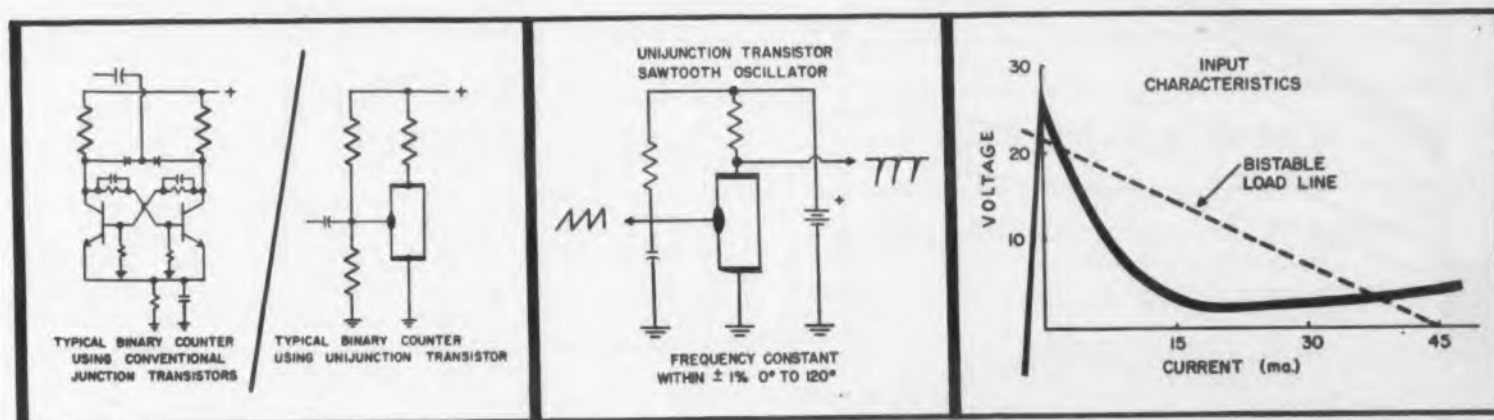 +
TYPICAL BINARY COUNTER
USING CONVENTIONAL
JUNCTION TRANSISTORS
+
TYPICAL BINARY COUNTER
USING UNIJUNCTION TRANSISTOR
UNIJUNCTION TRANSISTOR
SAWTOOTH OSCILLATOR
+
FREQUENCY CONSTANT
WITHIN ± 1% 0° TO 120°
INPUT
CHARACTERISTICS
30
20
10
VOLTAGE
BISTABLE
LOAD LINE
15
30
45
CURRENT (ma.)